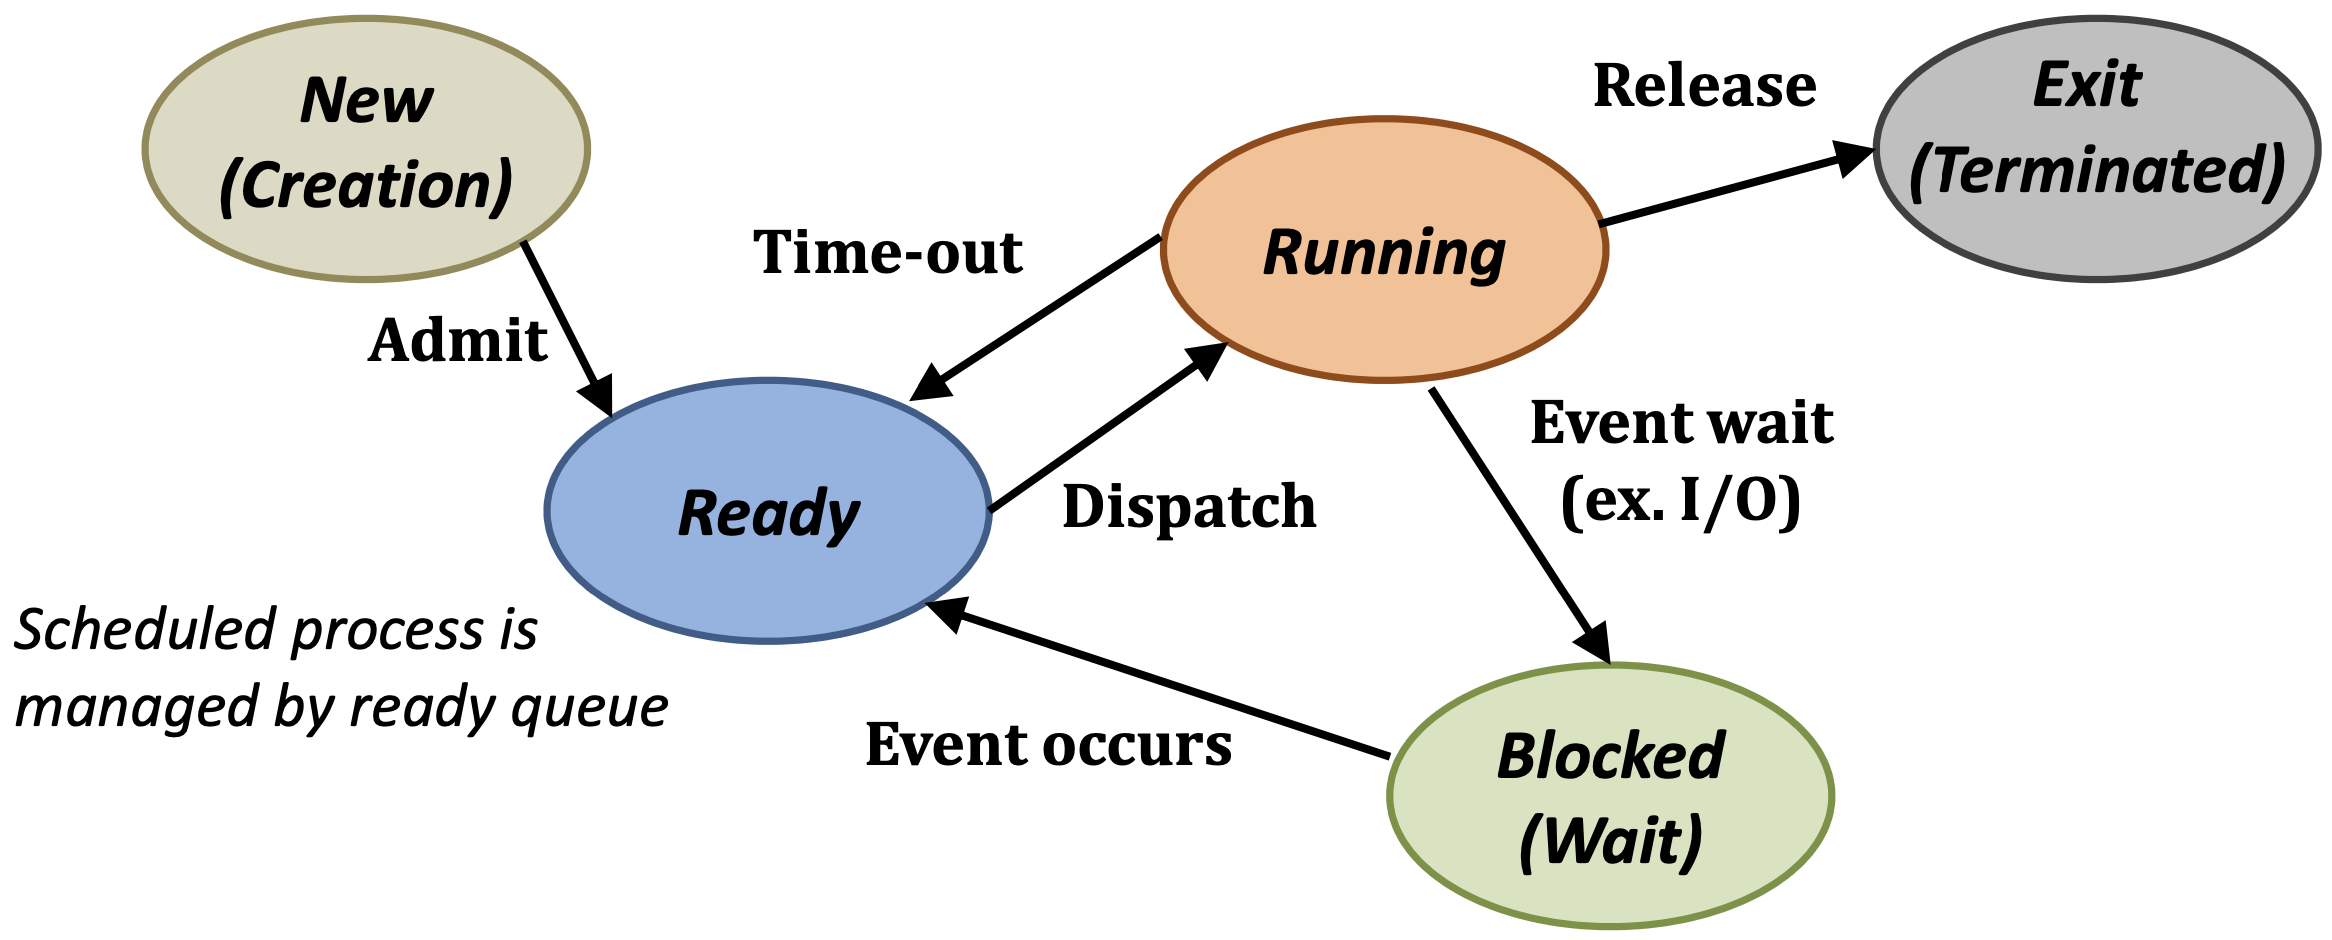 New
(Creation)
Release
Exit
(Terminated)
Time-out
Running
Admit
Ready
Dispatch
Event wait
(ex. I/O)
Scheduled process is
managed by ready queue
Event occurs
Blocked
(Wait)